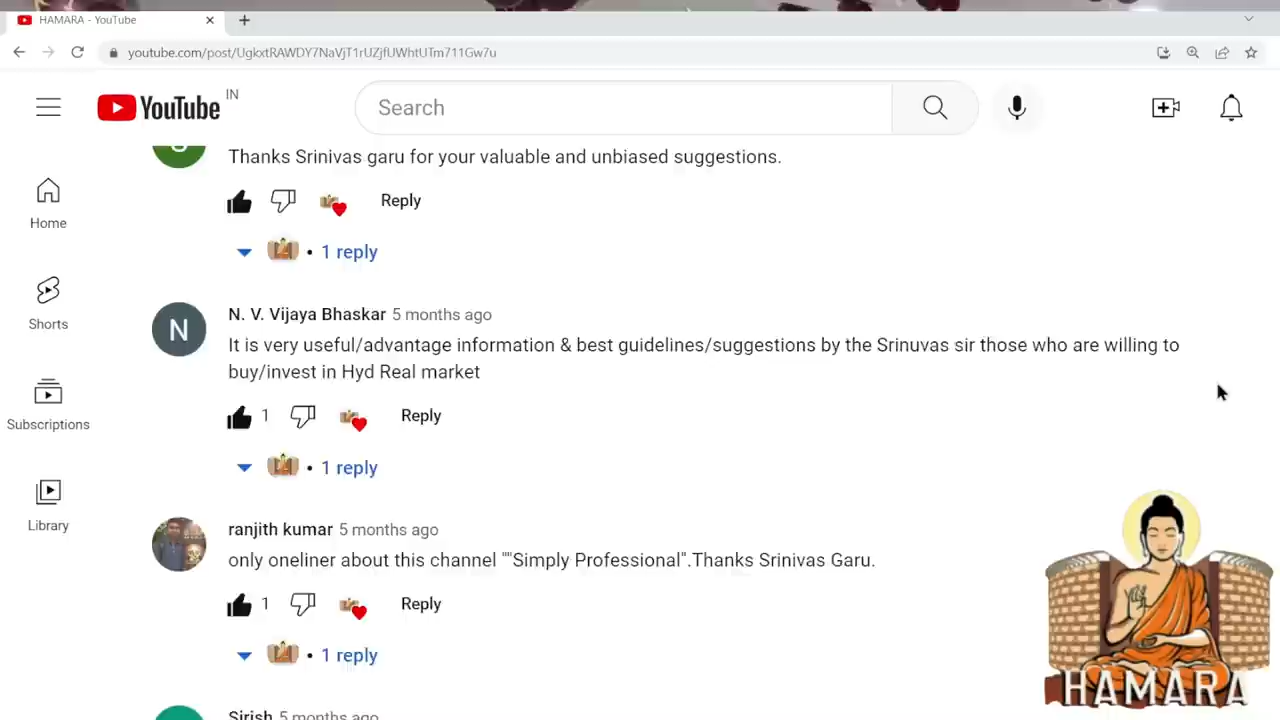 HAMARA - YouTube
youtube.com/post/UgkxtRAWDY7NaVjT1rUZjfUWhtUTm711Gw7u
YouTube IN
Search
Thanks Srinivas garu for your valuable and unbiased suggestions.
Reply
1 reply
Home
Shorts
Subscriptions
Library
N
N. V. Vijaya Bhaskar 5 months ago
It is very useful/advantage information & best guidelines/suggestions by the Srinuvas sir those who are willing to
buy/invest in Hyd Real market
1 Reply
1 reply
ranjith kumar 5 months ago
only oneliner about this channel ""Simply Professional".Thanks Srinivas Garu.
1 Reply
1 reply
Sirish 5 months ago
HAMARA